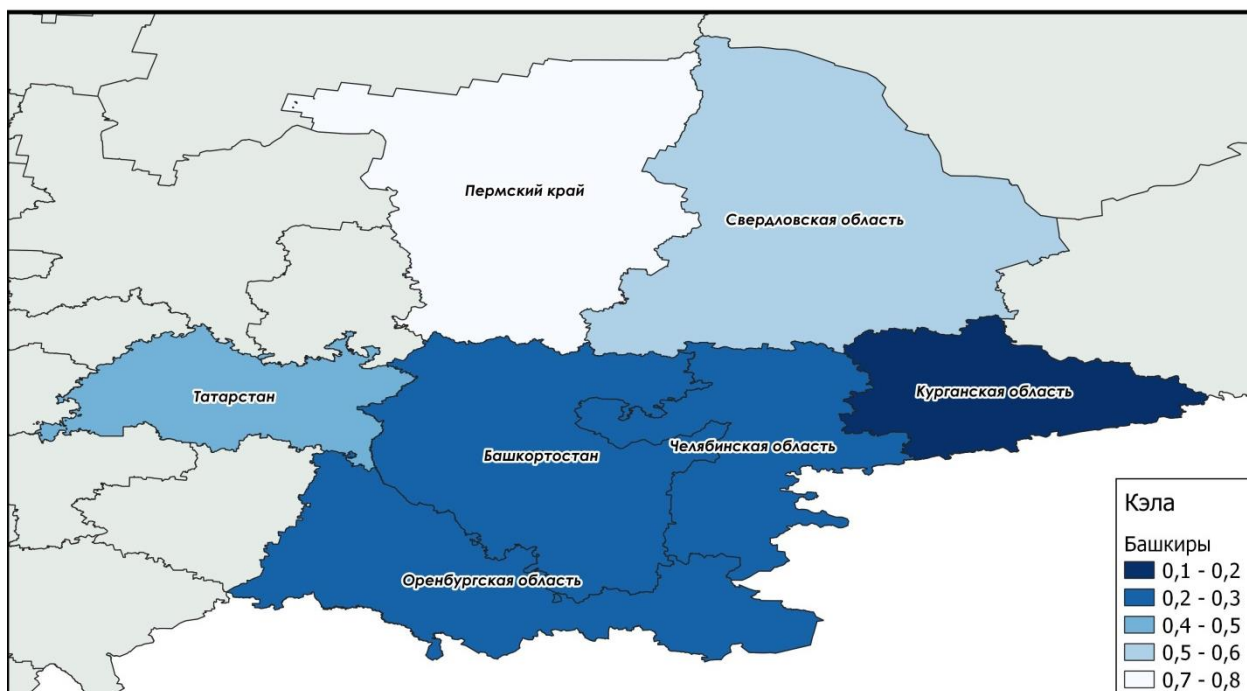 Пермский край
Свердловская область
Татарстан
Курганская область
Башкортостан
Челябинская область
Оренбургская область
Кэла
Башкиры
0,1 - 0,2
0,2 - 0,3
0,4 - 0,5
0,5 - 0,6
0,7 - 0,8